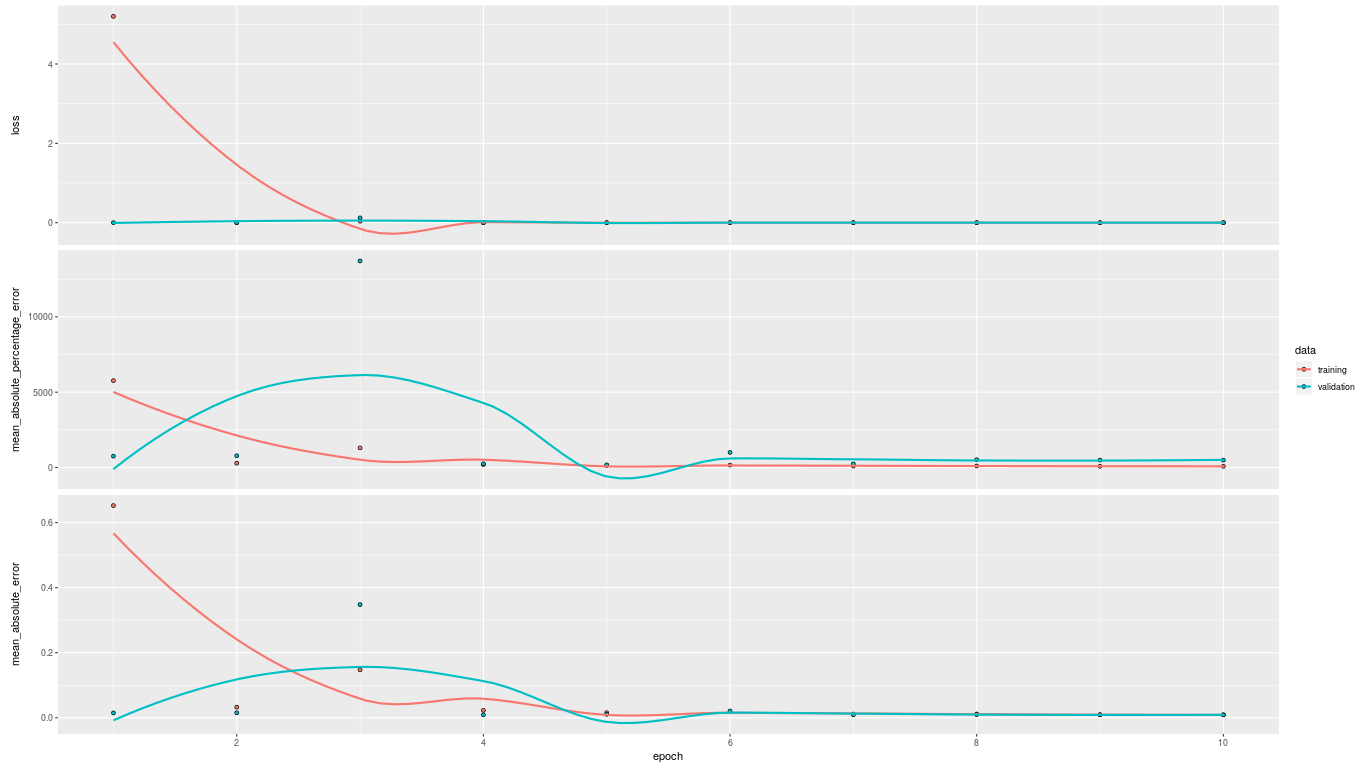 loss
4
2
0
mean_absolute_percentage_error
10000
5000
0
mean_absolute_error
0.6
0.4
0.2
0.0
2
4
6
8
10
epoch
data
training
validation